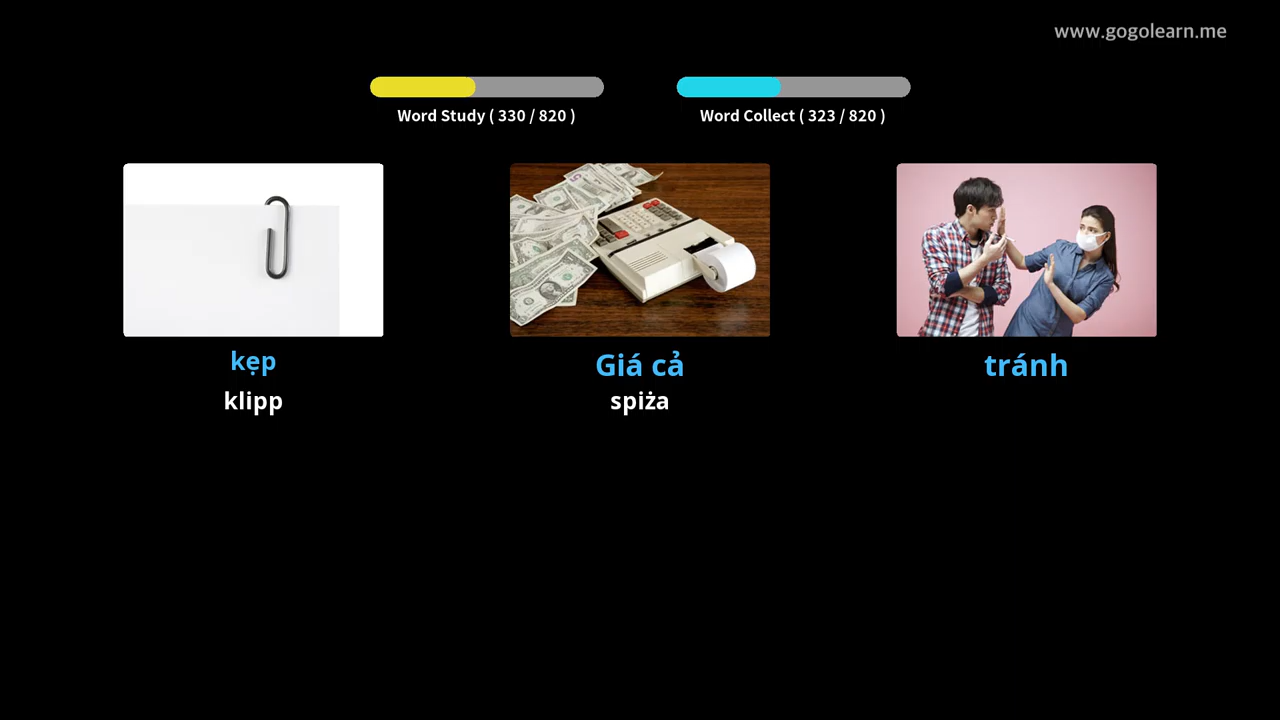 www.gogolearn.me
Word Study ( 330 / 820 )
Word Collect ( 323 / 820 )
kẹp
klipp
Giá cả
spiża
tránh